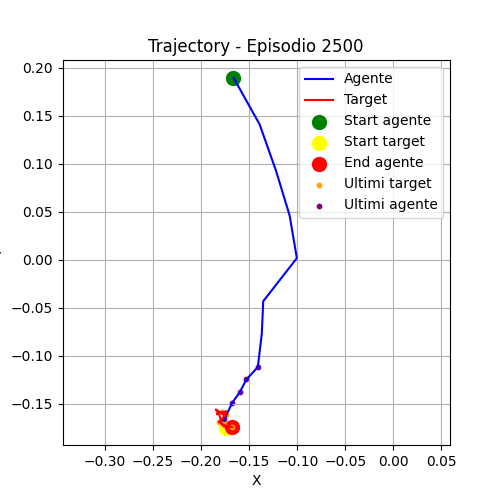 Trajectory - Episodio 2500
Agente
Target
Start agente
Start target
End agente
Ultimi target
Ultimi agente
0.20
0.15
0.10
0.05
0.00
−0.05
−0.10
−0.15
−0.30
−0.25
−0.20
−0.15
−0.10
−0.05
0.00
0.05
X